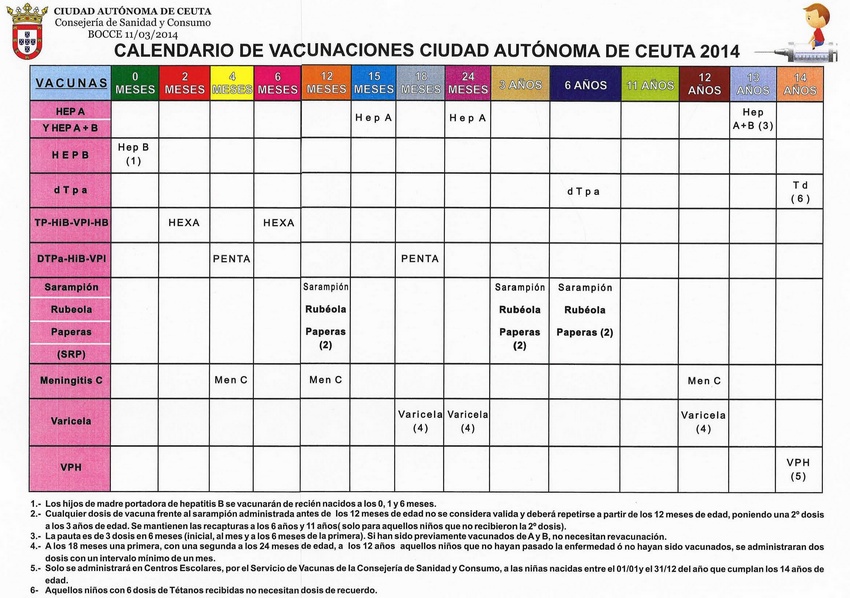 CIUDAD AUTÓNOMA DE CEUTA
Consejería de Sanidad y Consumo
BOCCE 11/03/2014
CALENDARIO DE VACUNACIONES CIUDAD AUTÓNOMA DE CEUTA 2014
VACUNAS 0 MESES 2 MESES 4 MESES 6 MESES 12 MESES 15 MESES 18 MESES 24 MESES 3 AÑOS 6 AÑOS 11 AÑOS 12 AÑOS 13 AÑOS 14 AÑOS
HEP A
Y HEP A + B
Hep A Hep A Hep A+B (3)
HEP B Hep B (1)
dTpa dTpa Td (6)
TP-HiB-VPI-HB HEXA HEXA
DTPa-HIB-VPI PENTA PENTA
Sarampión Sarampión Sarampión Sarampión
Rubeola Rubéola Rubéola Rubéola
Paperas Paperas (2) Paperas (2) Paperas (2)
(SRP)
Meningitis C Men C Men C Men C
Varicela Varicela (4) Varicela (4) Varicela (4)
VPH VPH (5)
1.- Los hijos de madre portadora de hepatitis B se vacunarán de recién nacidos a los 0, 1 y 6 meses.
2.- Cualquier dosis de vacuna frente al sarampión administrada antes de los 12 meses de edad no se considera valida y deberá repetirse a partir de los 12 meses de edad, poniendo una 2º dosis
a los 3 años de edad. Se mantienen las recapturas a los 6 años y 11 años( solo para aquellos niños que no recibieron la 2º dosis).
3.- La pauta es de 3 dosis en 6 meses (inicial, al mes y a los 6 meses de la primera). Si han sido previamente vacunados de A y B, no necesitan revacunación.
4.- A los 18 meses una primera, con una segunda a los 24 meses de edad, a los 12 años aquellos niños que no hayan pasado la enfermedad ó no hayan sido vacunados, se administraran dos
dosis con un intervalo mínimo de un mes.
5.- Solo se administrará en Centros Escolares, por el Servicio de Vacunas de la Consejería de Sanidad y Consumo, a las niñas nacidas entre el 01/01y el 31/12 del año que cumplan los 14 años de
edad.
6- Aquellos niños con 6 dosis de Tétanos recibidas no necesitan dosis de recuerdo.